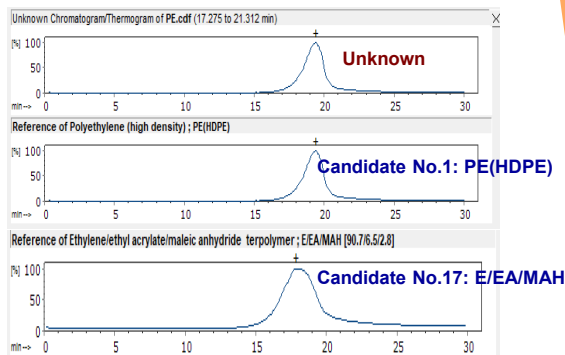 Unknown Chromatogram/Thermogram of PE.cdf (17.275 to 21.312 min)
[%] 100
Unknown
50
0
min--> 0 5 10 15 20 25 30
Reference of Polyethylene (high density) ; PE(HDPE)
[%] 100
Candidate No.1: PE(HDPE)
50
0
min--> 0 5 10 15 20 25 30
Reference of Ethylene/ethyl acrylate/maleic anhydride terpolymer ; E/EA/MAH [90.7/6.5/2.8]
[%] 100
Candidate No.17: E/EA/MAH
50
0
min--> 0 5 10 15 20 25 30